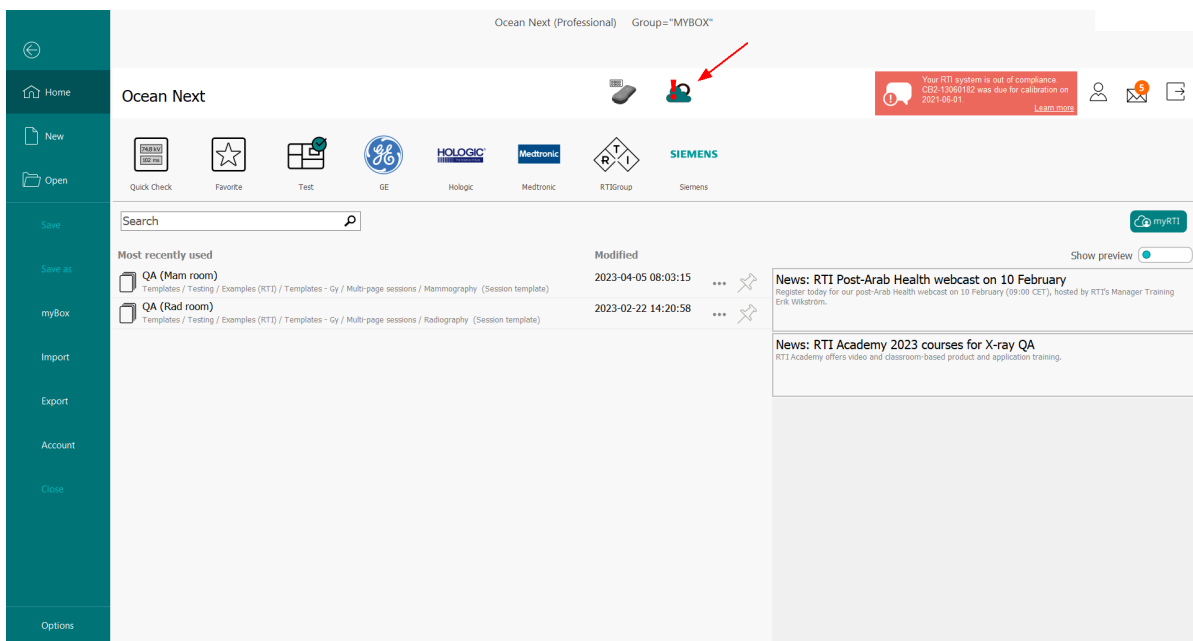 Ocean Next (Professional) Group="MYBOX"
Home
New
Open
Save
Save as
myBox
Import
Export
Account
Close
Options
Ocean Next
Your RTI system is out of compliance.
CB2-13060182 was due for calibration on
2021-06-01.
Learn more
5
74,8 kV
102 ms
Quick Check
Favorite
Test
GE
GE
HOLOGIC
Hologic
Medtronic
Medtronic
R T I
RTIGroup
SIEMENS
Siemens
Search
myRTI
Most recently used
Modified
Show preview
QA (Mam room)
2023-04-05 08:03:15
Templates / Testing / Examples (RTI) / Templates - Gy / Multi-page sessions / Mammography (Session template)
QA (Rad room)
2023-02-22 14:20:58
Templates / Testing / Examples (RTI) / Templates - Gy / Multi-page sessions / Radiography (Session template)
News: RTI Post-Arab Health webcast on 10 February
Register today for our post-Arab Health webcast on 10 February (09:00 CET), hosted by RTI's Manager Training
Erik Wikström.
News: RTI Academy 2023 courses for X-ray QA
RTI Academy offers video and classroom-based product and application training.